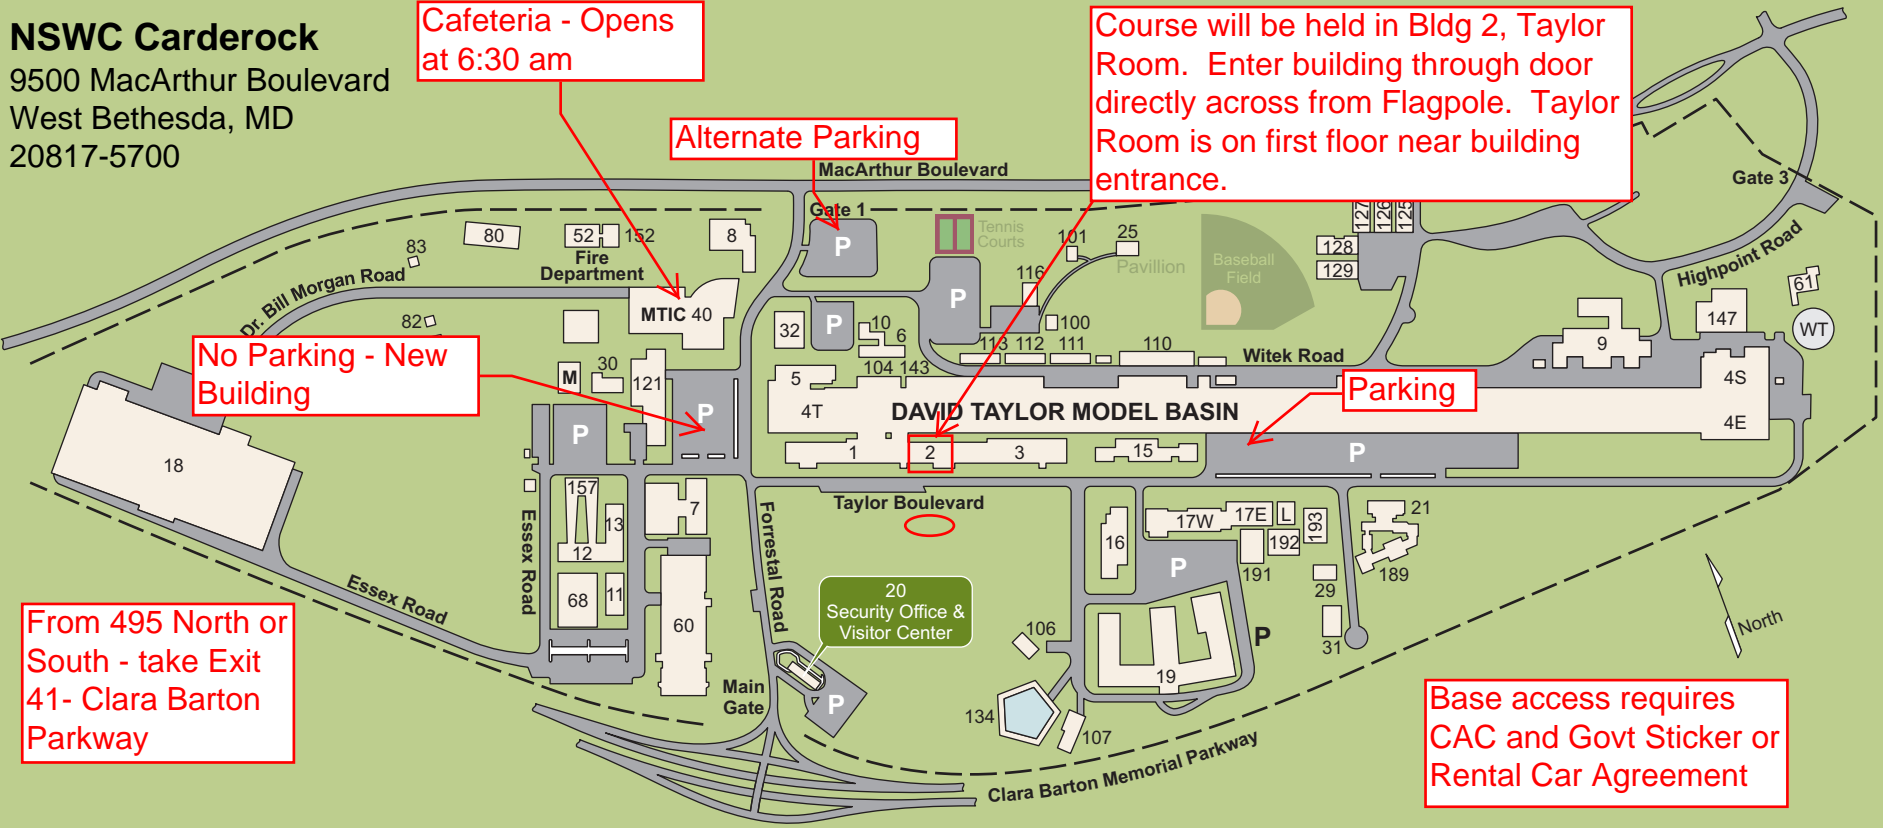 NSWC Carderock
9500 MacArthur Boulevard
West Bethesda, MD
20817-5700
Cafeteria - Opens
at 6:30 am
Alternate Parking
Course will be held in Bldg 2, Taylor
Room.  Enter building through door
directly across from Flagpole.  Taylor
Room is on first floor near building
entrance.
MacArthur Boulevard
Gate 1
Gate 3
Highpoint Road
80
83
52
152
Fire
Department
8
P
Tennis
Courts
101
25
Pavillion
116
Baseball
Field
127
126
125
128
129
61
WT
147
Dr. Bill Morgan Road
82
MTIC 40
P
P
32
10
6
100
113
112
111
110
Witek Road
9
No Parking - New
Building
M
30
121
P
P
5
104
143
4T
DAVID TAYLOR MODEL BASIN
Parking
4S
4E
18
1
2
3
15
P
Taylor Boulevard
157
13
12
7
Essex Road
Forrestal Road
68
11
60
Essex Road
16
17W
17E
L
193
192
191
21
189
29
31
P
P
19
106
134
107
20
Security Office &
Visitor Center
P
Main
Gate
Clara Barton Memorial Parkway
North
From 495 North or
South - take Exit
41- Clara Barton
Parkway
Base access requires
CAC and Govt Sticker or
Rental Car Agreement